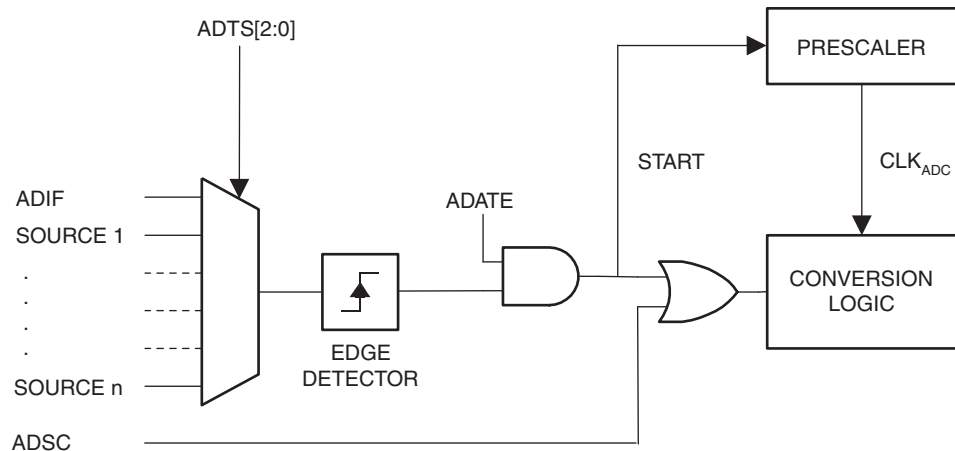 ADTS[2:0]
PRESCALER
START
CLKADC
ADIF
ADATE
SOURCE 1
.
.
.
.
CONVERSION
LOGIC
EDGE
DETECTOR
SOURCE n
ADSC